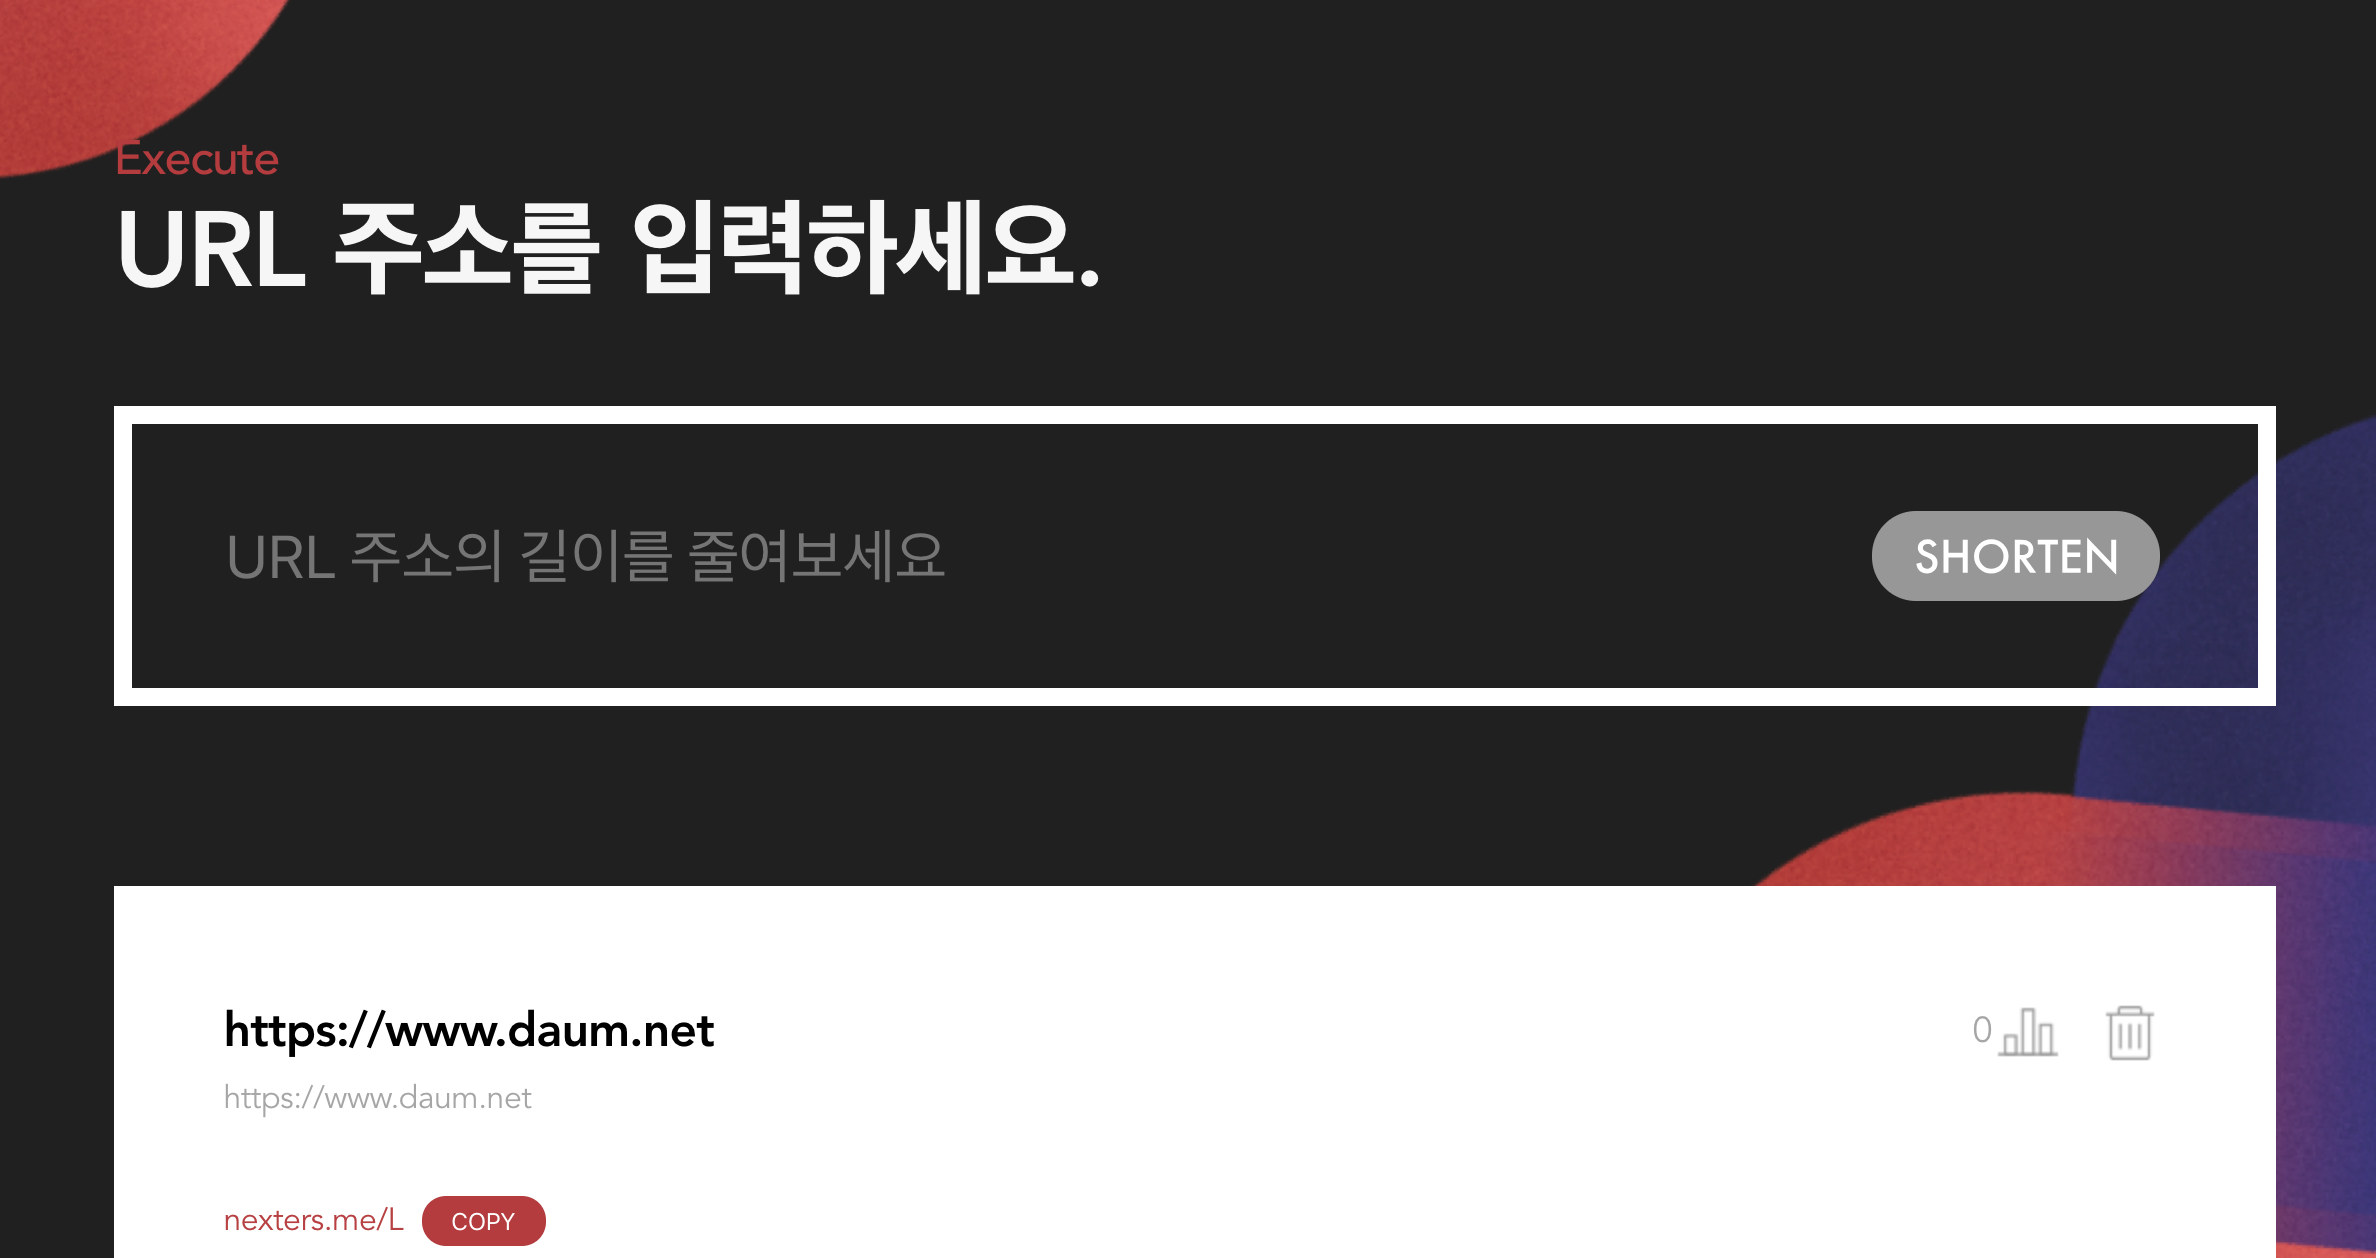 Execute
URL 주소를 입력하세요.
URL 주소의 길이를 줄여보세요
SHORTEN
https://www.daum.net
0
https://www.daum.net
nexters.me/L
COPY